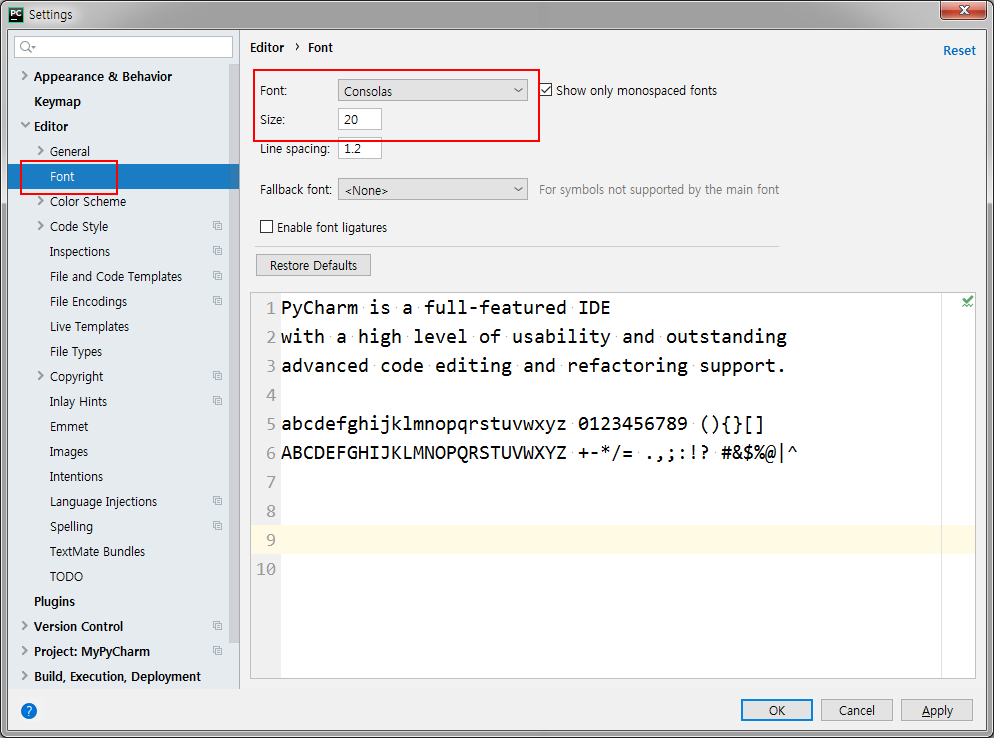 PC Settings
Appearance & Behavior
Keymap
Editor
General
Font
Color Scheme
Code Style
Inspections
File and Code Templates
File Encodings
Live Templates
File Types
Copyright
Inlay Hints
Emmet
Images
Intentions
Language Injections
Spelling
TextMate Bundles
TODO
Plugins
Version Control
Project: MyPyCharm
Build, Execution, Deployment
Editor › Font
Reset
Font: Consolas Show only monospaced fonts
Size: 20
Line spacing: 1.2
Fallback font: <None> For symbols not supported by the main font
Enable font ligatures
Restore Defaults
1 PyCharm is a full-featured IDE
2 with a high level of usability and outstanding
3 advanced code editing and refactoring support.
4
5 abcdefghijklmnopqrstuvwxyz 0123456789 (){}[]
6 ABCDEFGHIJKLMNOPQRSTUVWXYZ +-*/= .,;:!? #&$%@|^
7
8
9
10
? OK Cancel Apply